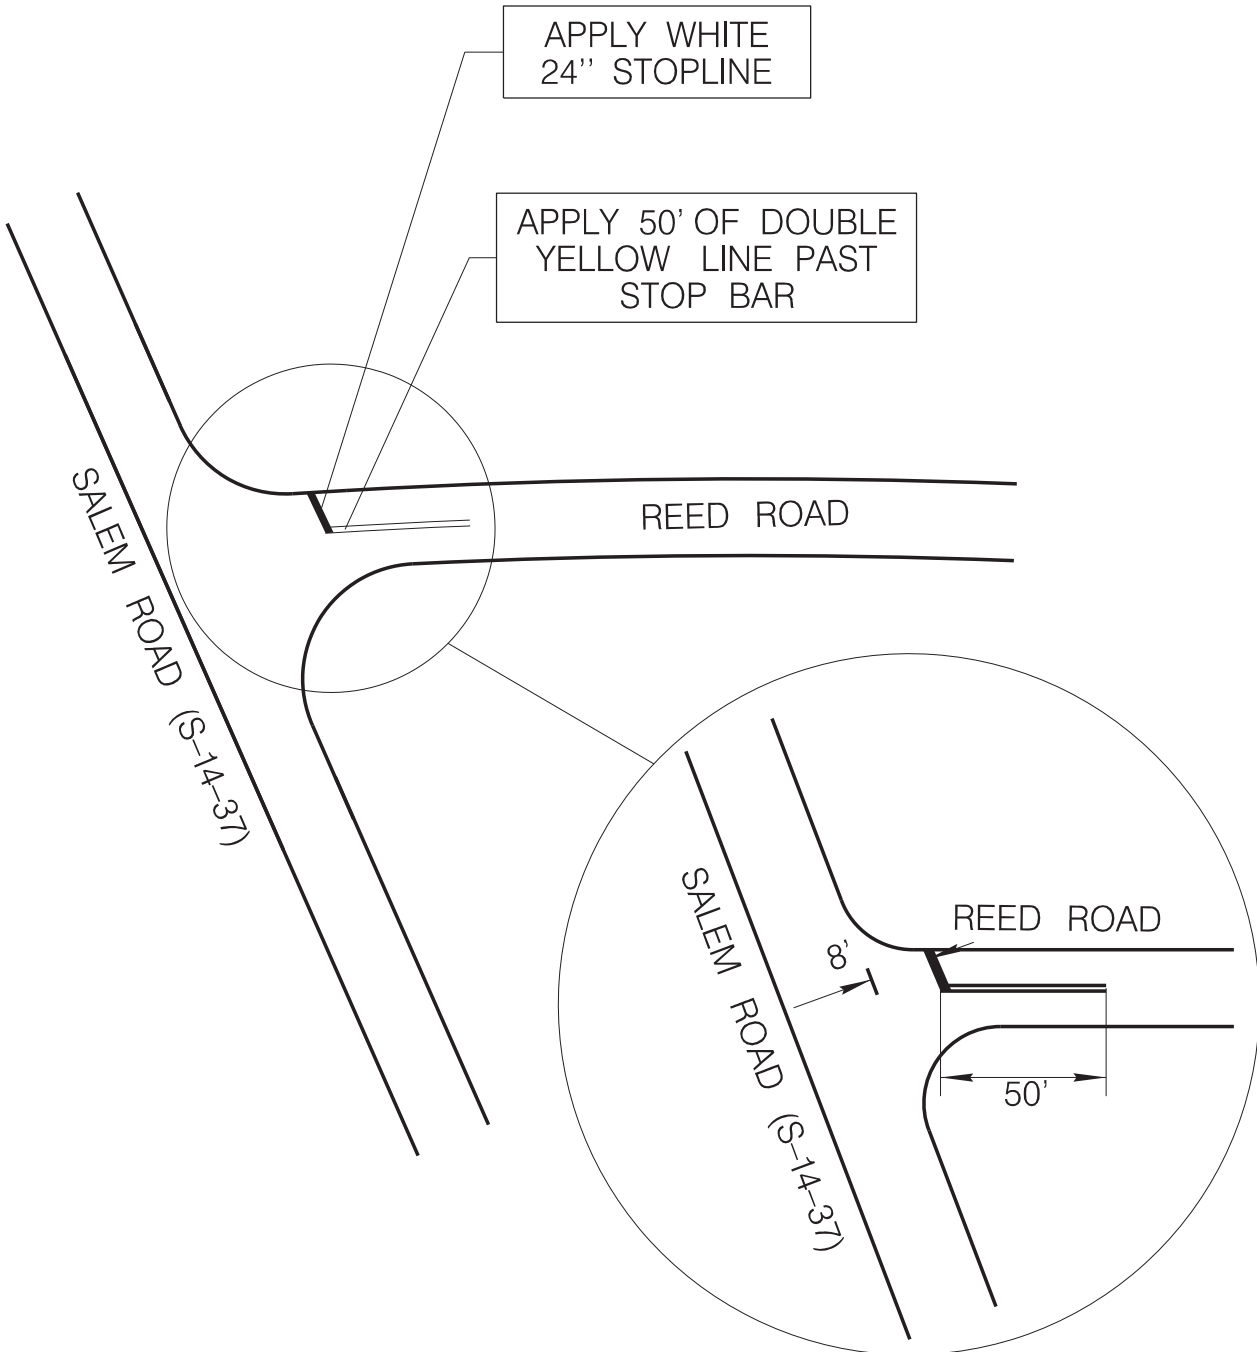 APPLY WHITE
24'' STOPLINE
APPLY 50' OF DOUBLE
YELLOW LINE PAST
STOP BAR
REED ROAD
SALEM ROAD (S-14-37)
REED ROAD
8'
SALEM ROAD (S-14-37)
50'